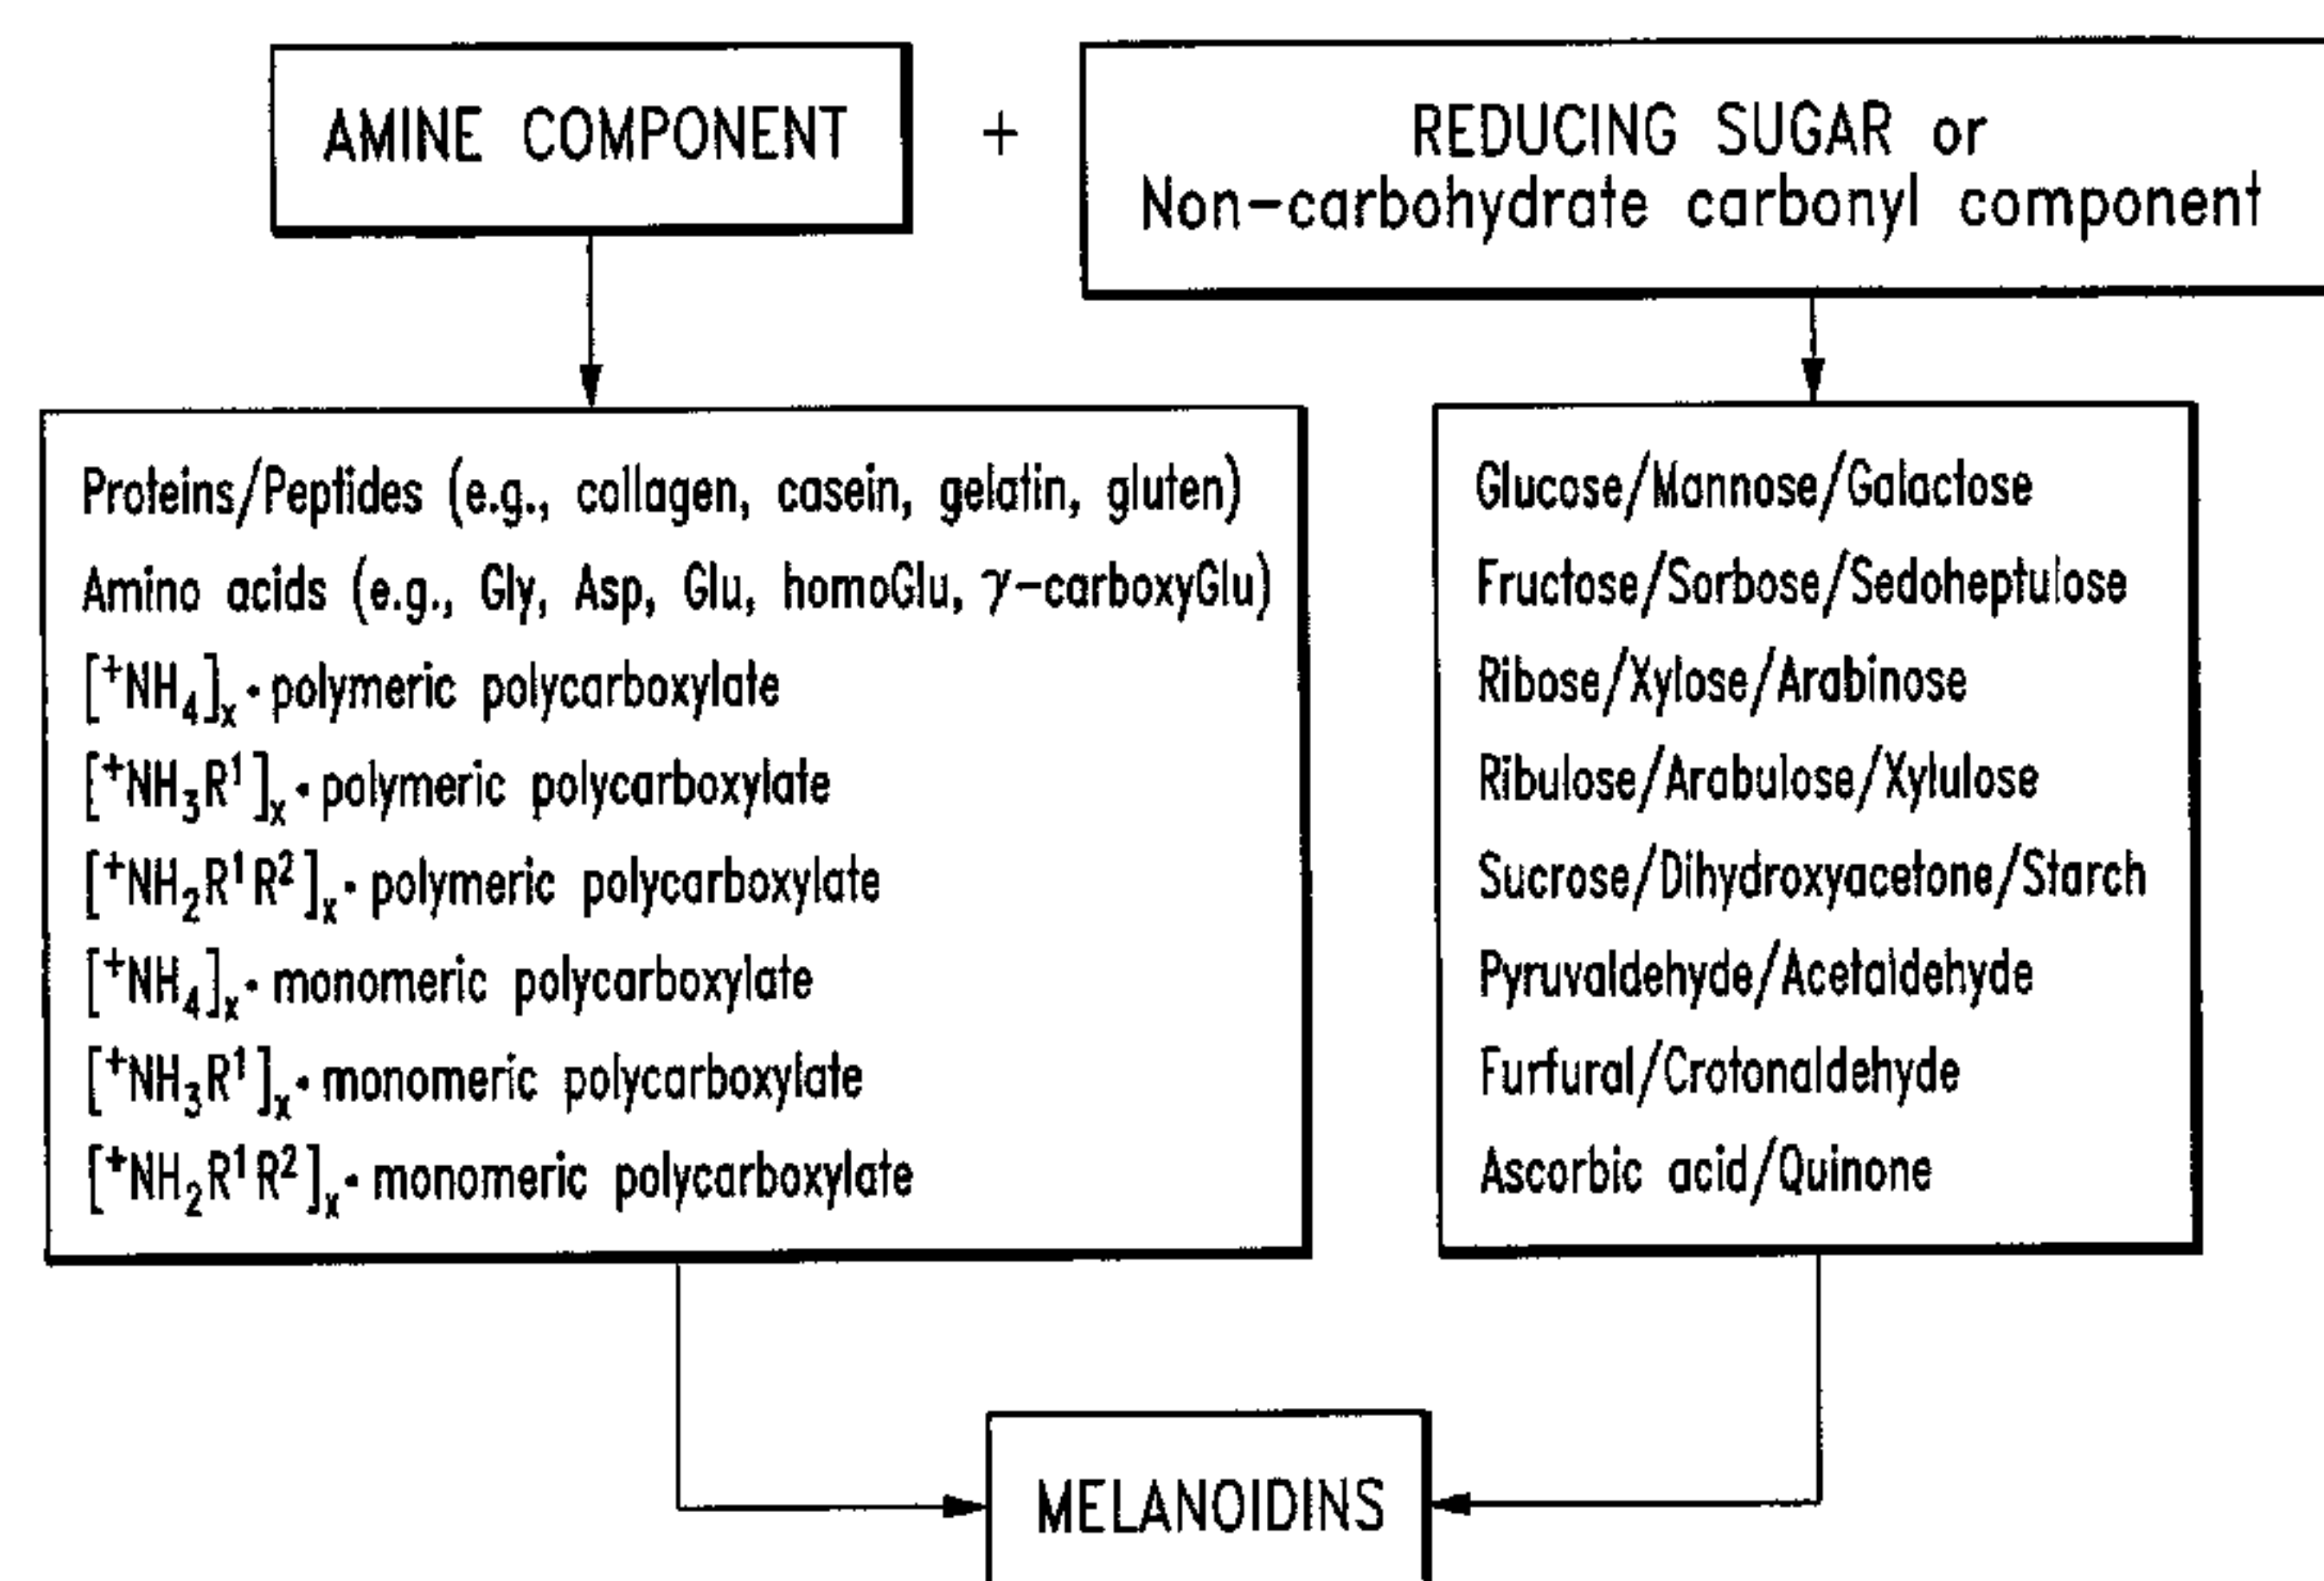 AMINE COMPONENT
+
REDUCING SUGAR or
Non-carbohydrate carbonyl component
Proteins/Peptides (e.g., collagen, casein, gelatin, gluten)
Amino acids (e.g., Gly, Asp, Glu, homoGlu, γ-carboxyGlu)
[⁺NH₄]ₓ · polymeric polycarboxylate
[⁺NH₃R¹]ₓ · polymeric polycarboxylate
[⁺NH₂R¹R²]ₓ · polymeric polycarboxylate
[⁺NH₄]ₓ · monomeric polycarboxylate
[⁺NH₃R¹]ₓ · monomeric polycarboxylate
[⁺NH₂R¹R²]ₓ · monomeric polycarboxylate
Glucose/Mannose/Galactose
Fructose/Sorbose/Sedoheptulose
Ribose/Xylose/Arabinose
Ribulose/Arabulose/Xylulose
Sucrose/Dihydroxyacetone/Starch
Pyruvaldehyde/Acetaldehyde
Furfural/Crotonaldehyde
Ascorbic acid/Quinone
MELANOIDINS